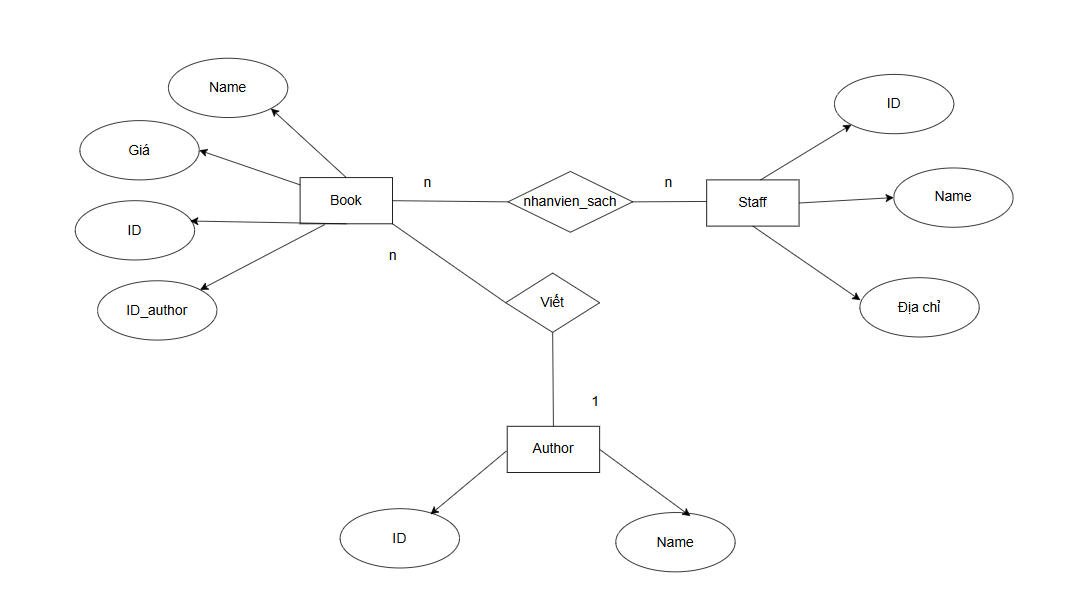 Name
ID
Giá
n
n
Name
Book
nhanvien_sach
Staff
ID
n
ID_author
Viết
Địa chỉ
1
Author
ID
Name